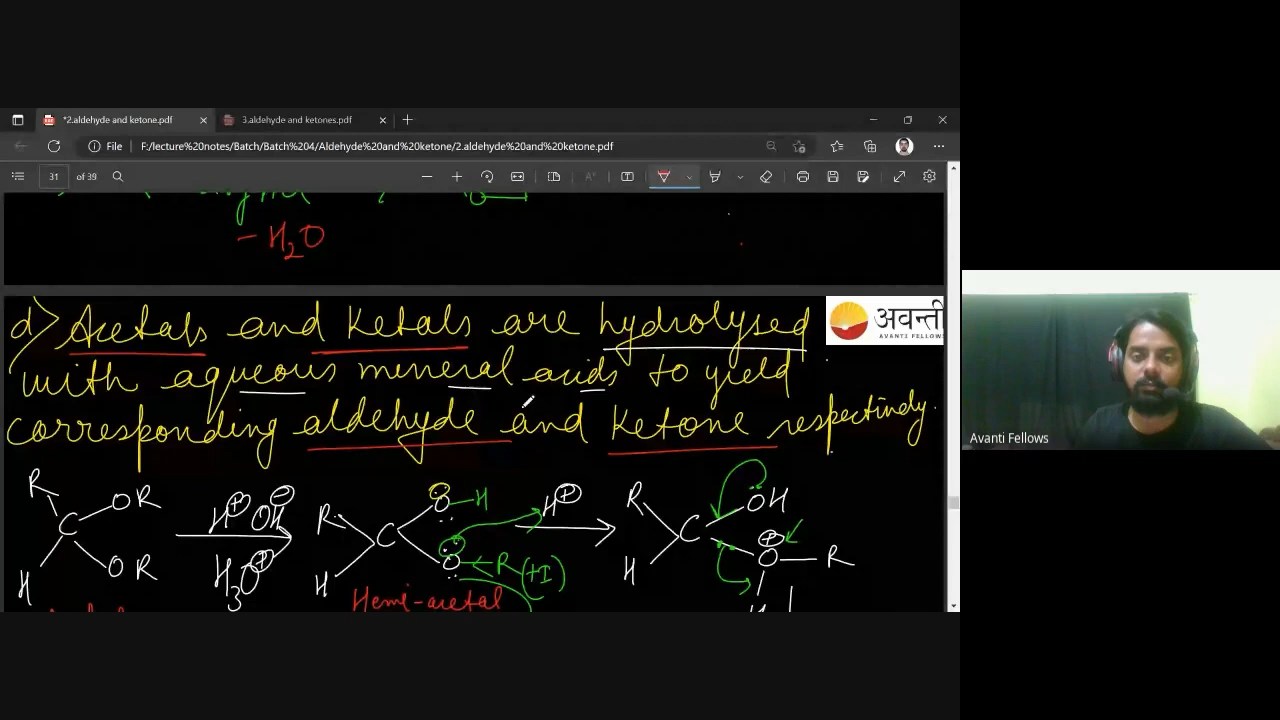 *2.aldehyde and ketone.pdf
3.aldehyde and ketones.pdf
File
F:/lecture%20notes/Batch/Batch%204/Aldehyde%20and%20ketone/2.aldehyde%20and%20ketone.pdf
31 of 39
- H2O
d) Acetals and Ketals are hydrolysed
with aqueous mineral acids to yield
corresponding aldehyde and Ketone respectively.
अवन्ती
AVANTI FELLOWS
Avanti Fellows
R C OR OR H
H⊕ OH⊖
H3O⊕
R C H O-H O R (+I)
Hemi-acetal
H⊕
R C H OH O⊕ R